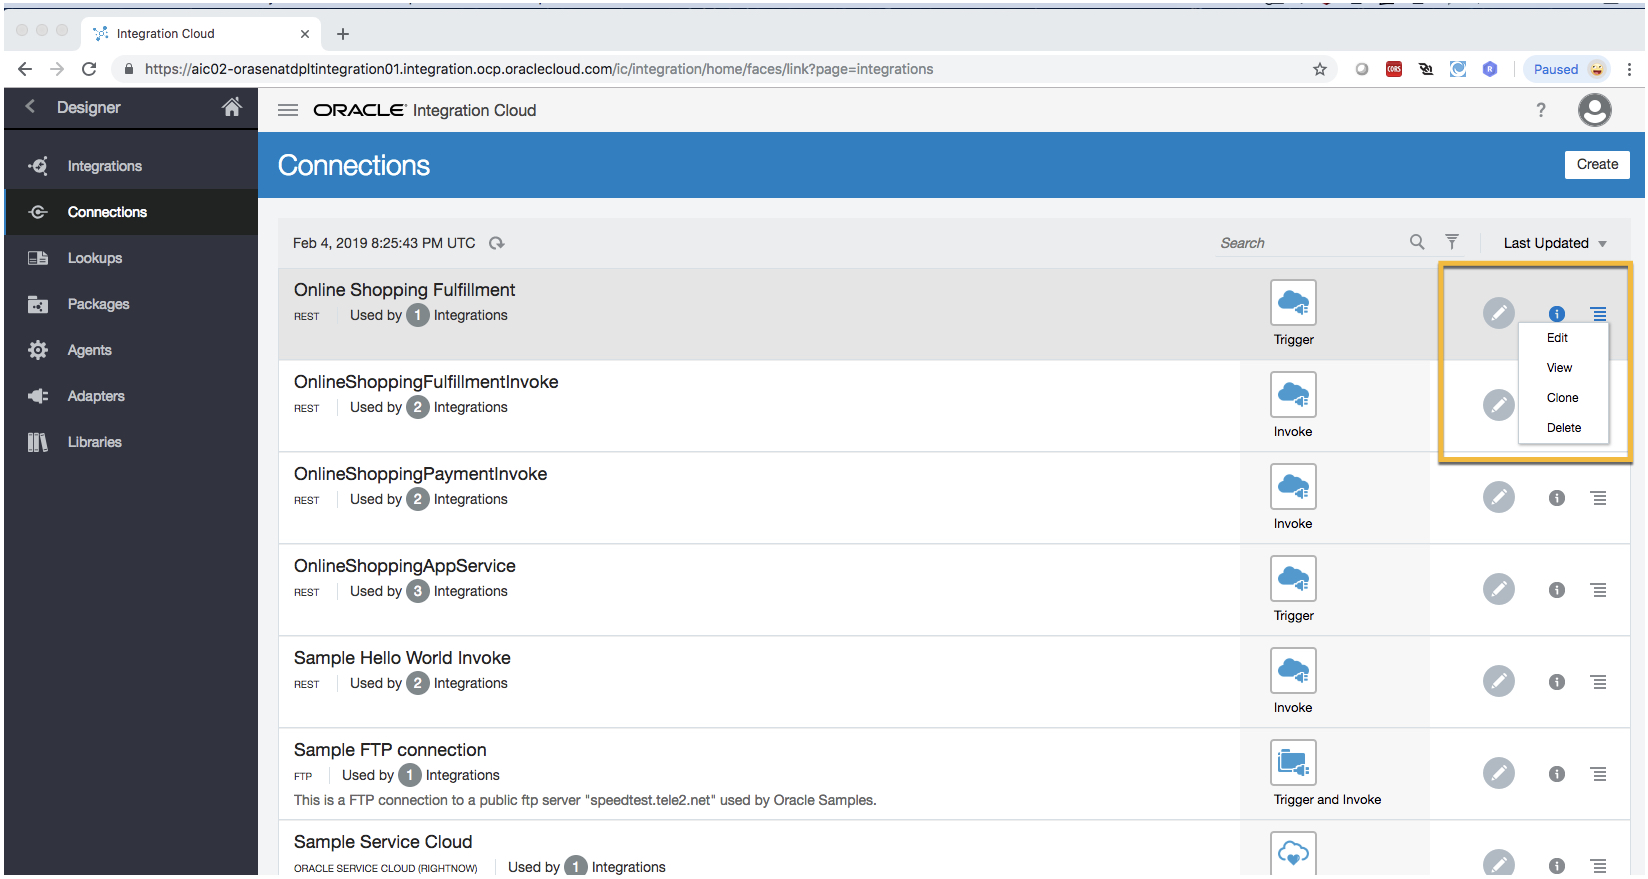 Integration Cloud
https://aic02-orasenatdpltintegration01.integration.ocp.oraclecloud.com/ic/integration/home/faces/link?page=integrations
CORS
R
Paused
Designer
ORACLE Integration Cloud
?
Integrations
Connections
Lookups
Packages
Agents
Adapters
Libraries
Connections
Create
Feb 4, 2019 8:25:43 PM UTC
Search
Last Updated
Online Shopping Fulfillment
REST Used by 1 Integrations
Trigger
Edit
View
Clone
Delete
OnlineShoppingFulfillmentInvoke
REST Used by 2 Integrations
Invoke
OnlineShoppingPaymentInvoke
REST Used by 2 Integrations
Invoke
OnlineShoppingAppService
REST Used by 3 Integrations
Trigger
Sample Hello World Invoke
REST Used by 2 Integrations
Invoke
Sample FTP connection
FTP Used by 1 Integrations
This is a FTP connection to a public ftp server "speedtest.tele2.net" used by Oracle Samples.
Trigger and Invoke
Sample Service Cloud
ORACLE SERVICE CLOUD (RIGHTNOW) Used by 1 Integrations